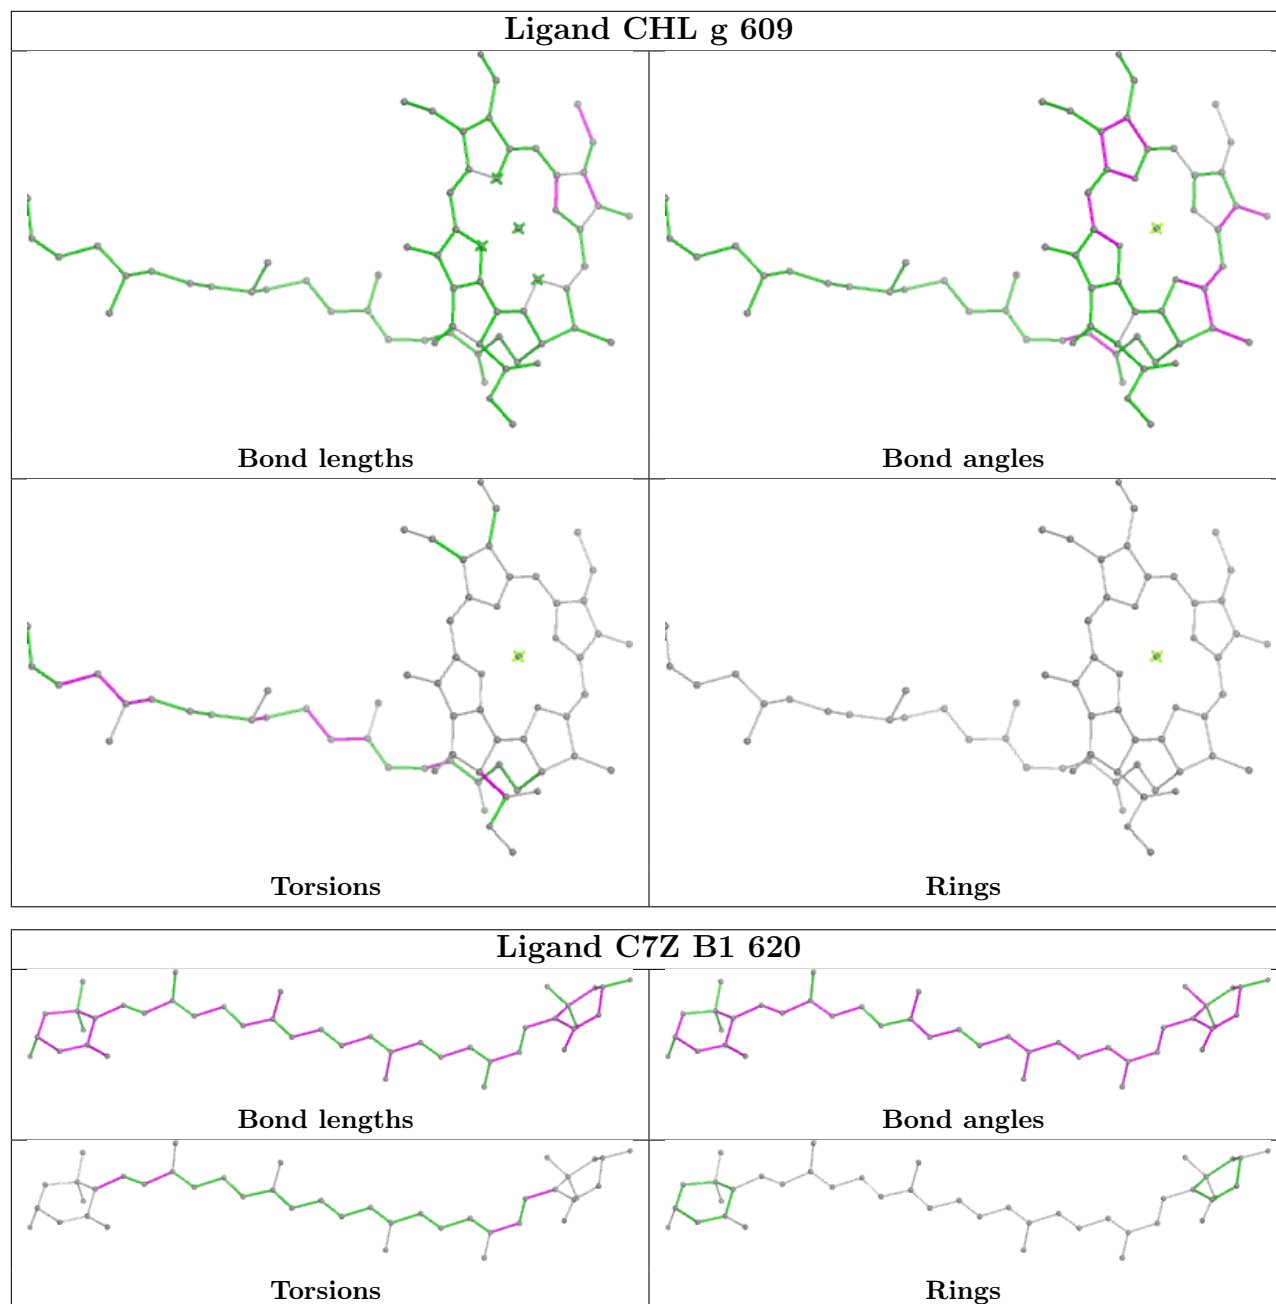 Ligand CHL g 609
Bond lengths
Bond angles
Torsions
Rings
Ligand C7Z B1 620
Bond lengths
Bond angles
Torsions
Rings